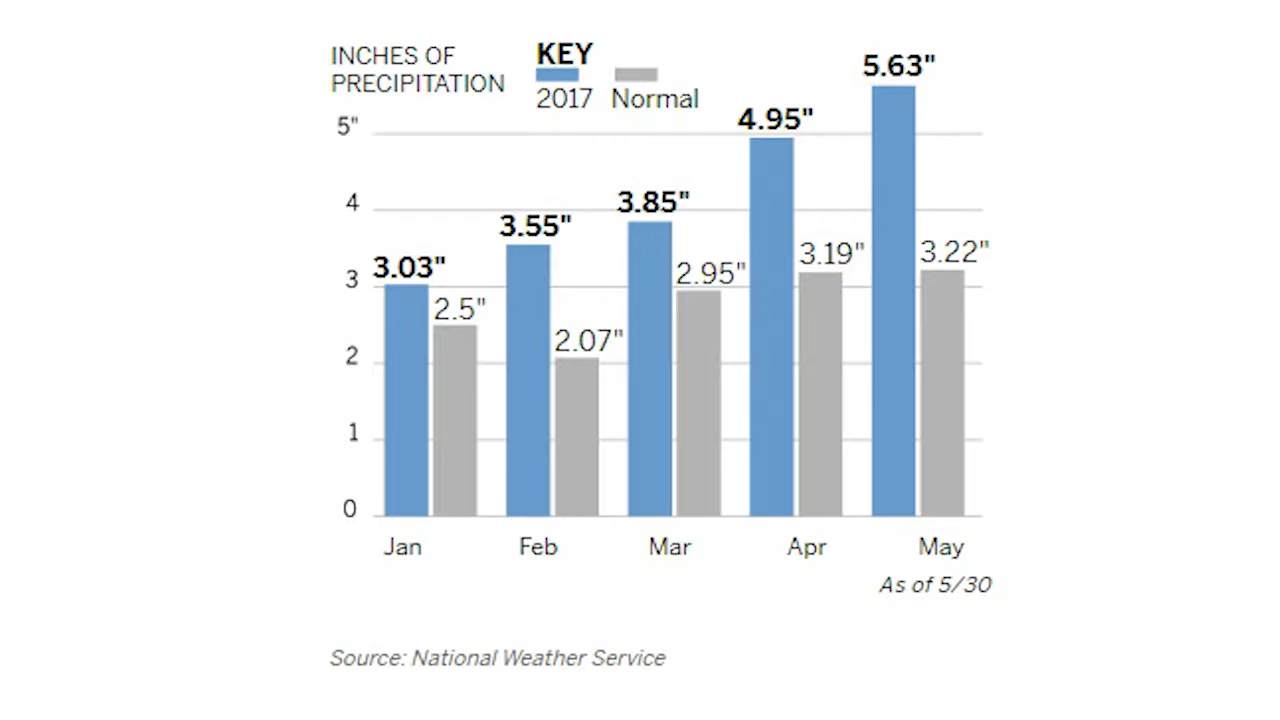 INCHES OF
PRECIPITATION
KEY
2017 Normal
5"
4
3
2
1
0
3.03"
2.5"
3.55"
2.07"
3.85"
2.95"
4.95"
3.19"
5.63"
3.22"
Jan Feb Mar Apr May
As of 5/30
Source: National Weather Service